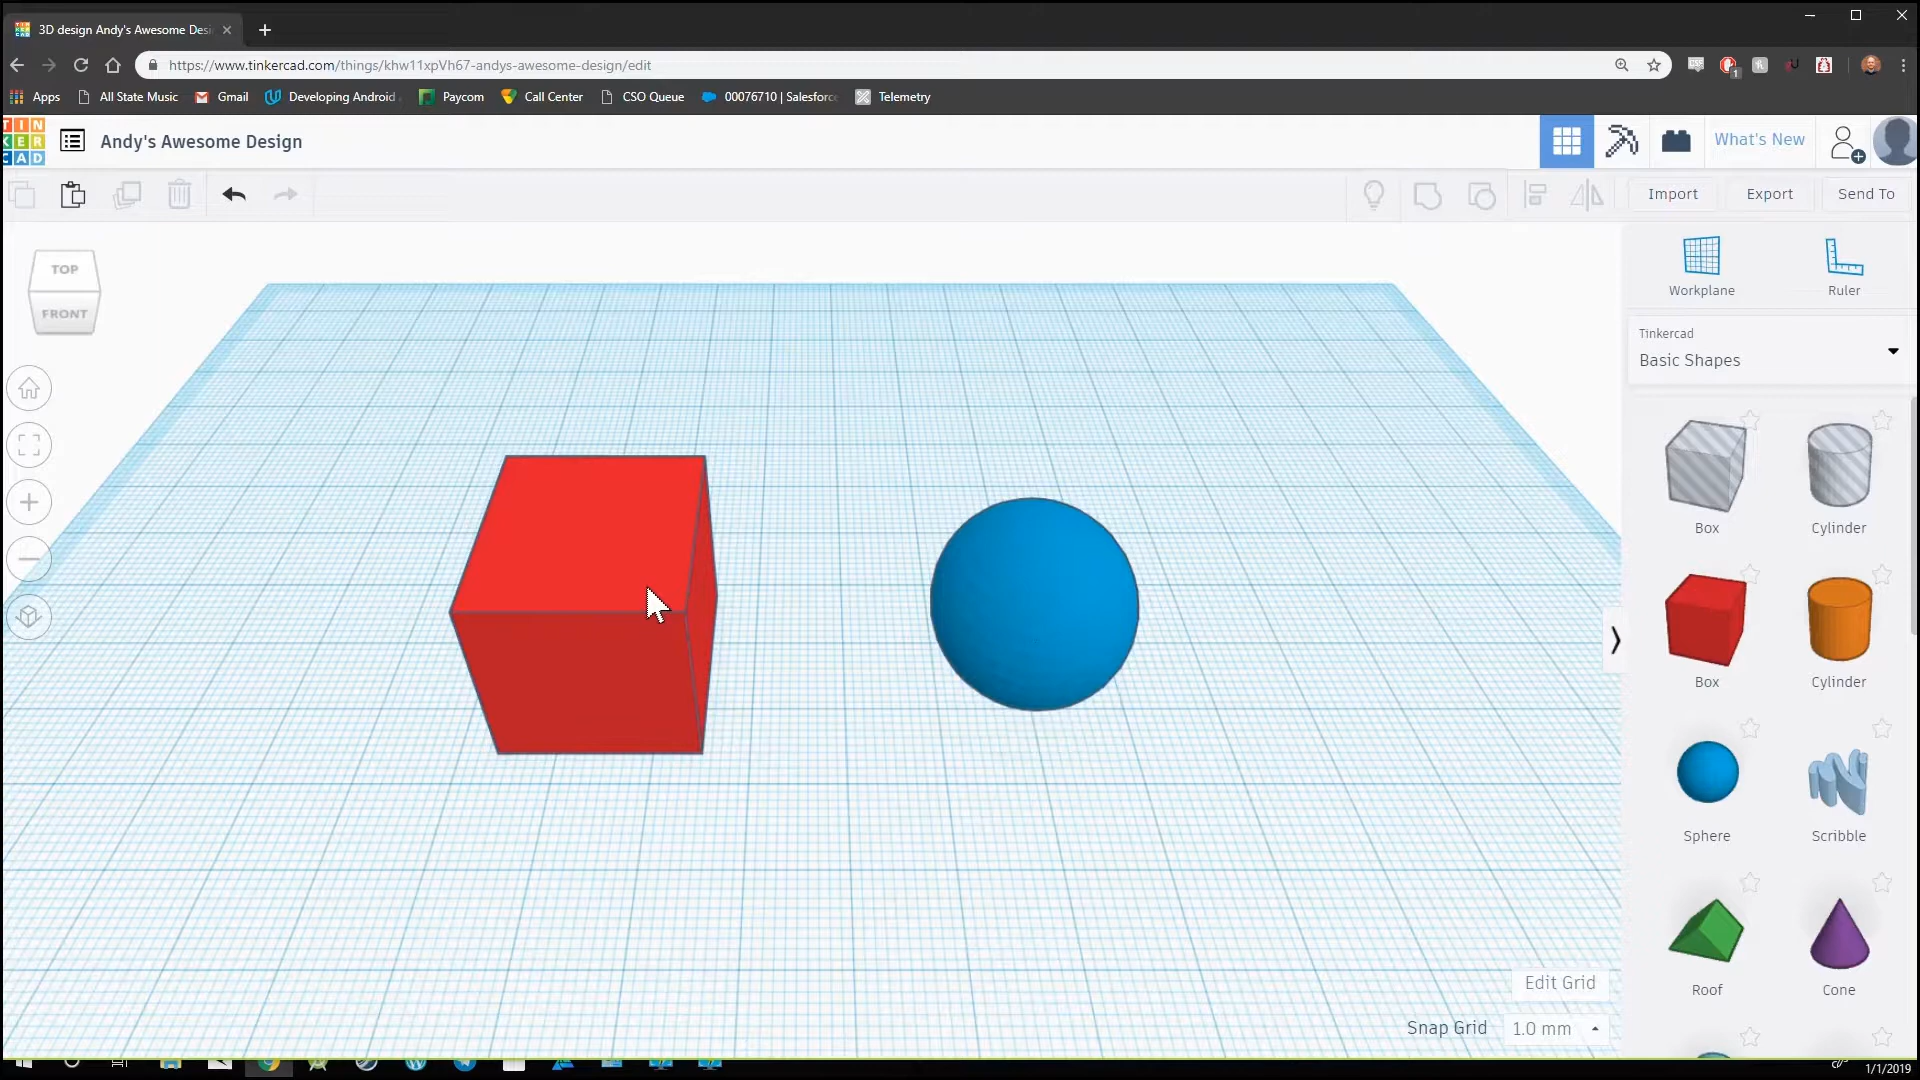 3D design Andy's Awesome Desi
https://www.tinkercad.com/things/khw11xpVh67-andys-awesome-design/edit
Apps All State Music Gmail Developing Android Paycom Call Center CSO Queue 00076710 | Salesforc Telemetry
TIN
KER
CAD
Andy's Awesome Design
What's New
Import Export Send To
TOP
FRONT
Workplane Ruler
Tinkercad
Basic Shapes
Box Cylinder
Box Cylinder
Sphere Scribble
Roof Cone
Edit Grid
Snap Grid 1.0 mm
1/1/2019